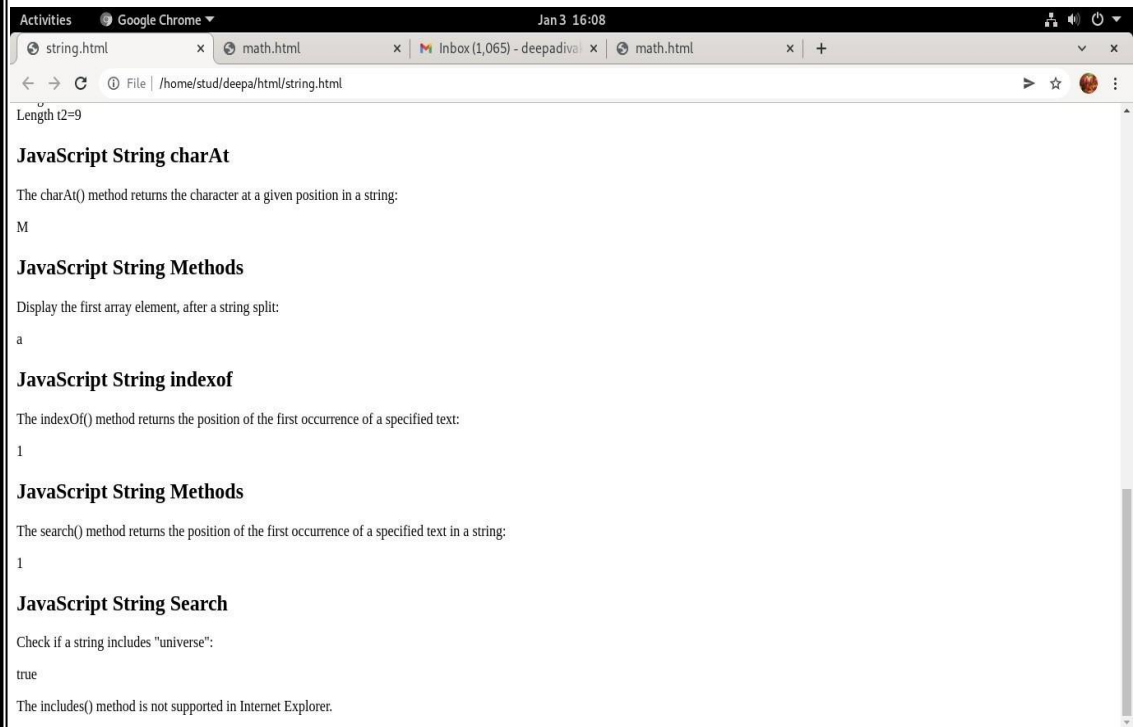 Activities Google Chrome Jan 3 16:08
string.html math.html Inbox (1,065) - deepadival math.html
File /home/stud/deepa/html/string.html
Length t2=9
JavaScript String charAt
The charAt() method returns the character at a given position in a string:
M
JavaScript String Methods
Display the first array element, after a string split:
a
JavaScript String indexof
The indexOf() method returns the position of the first occurrence of a specified text:
1
JavaScript String Methods
The search() method returns the position of the first occurrence of a specified text in a string:
1
JavaScript String Search
Check if a string includes "universe":
true
The includes() method is not supported in Internet Explorer.